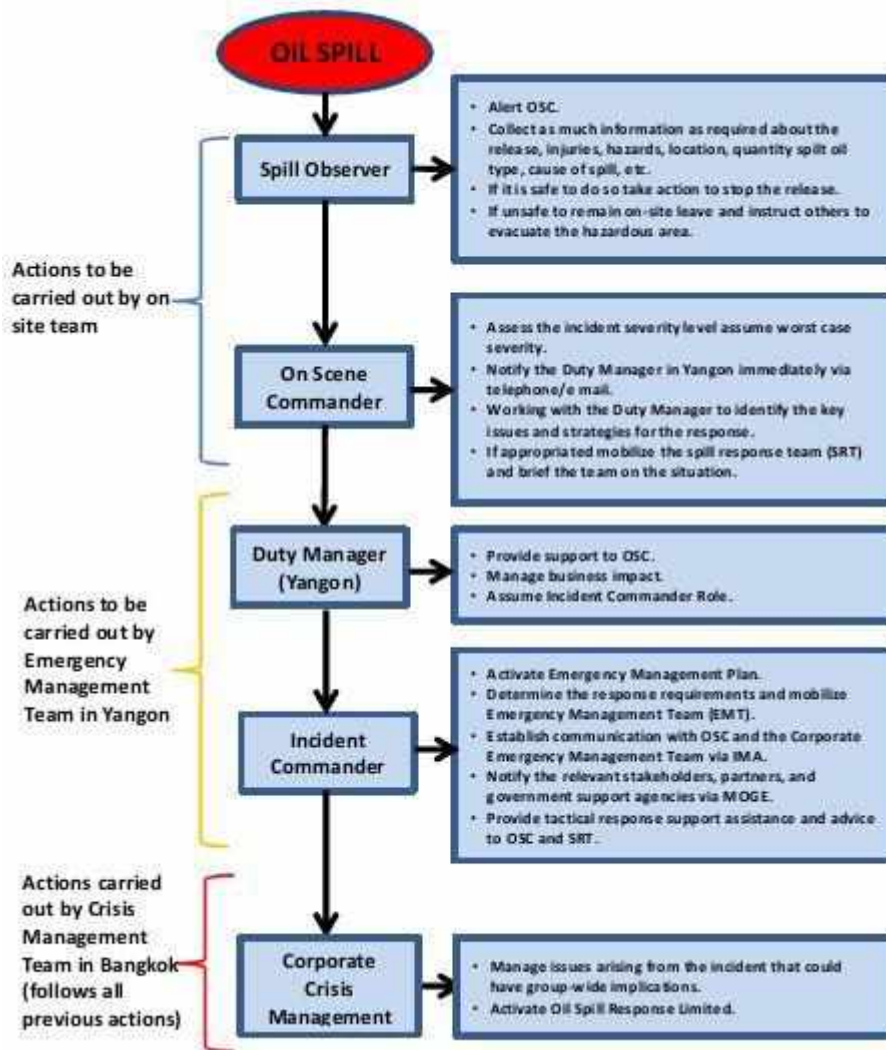 OIL SPILL
Spill Observer
• Alert OSC.
• Collect as much information as required about the
release, injuries, hazards, location, quantity spilt oil
type, cause of spill, etc.
• If it is safe to do so take action to stop the release.
• If unsafe to remain on-site leave and instruct others to
evacuate the hazardous area.
Actions to be
carried out by on
site team
On Scene
Commander
• Assess the incident severity level assume worst case
severity.
• Notify the Duty Manager in Yangon immediately via
telephone/e mail.
• Working with the Duty Manager to identify the key
issues and strategies for the response.
• If appropriated mobilize the spill response team (SRT)
and brief the team on the situation.
Duty Manager
(Yangon)
• Provide support to OSC.
• Manage business impact.
• Assume Incident Commander Role.
Actions to be
carried out by
Emergency
Management
Team in Yangon
Incident
Commander
• Activate Emergency Management Plan.
• Determine the response requirements and mobilize
Emergency Management Team (EMT).
• Establish communication with OSC and the Corporate
Emergency Management Team via IMA.
• Notify the relevant stakeholders, partners, and
government support agencies via MOGE.
• Provide tactical response support assistance and advice
to OSC and SRT.
Actions carried
out by Crisis
Management
Team in Bangkok
(follows all
previous actions)
Corporate
Crisis
Management
• Manage issues arising from the incident that could
have group-wide implications.
• Activate Oil Spill Response Limited.